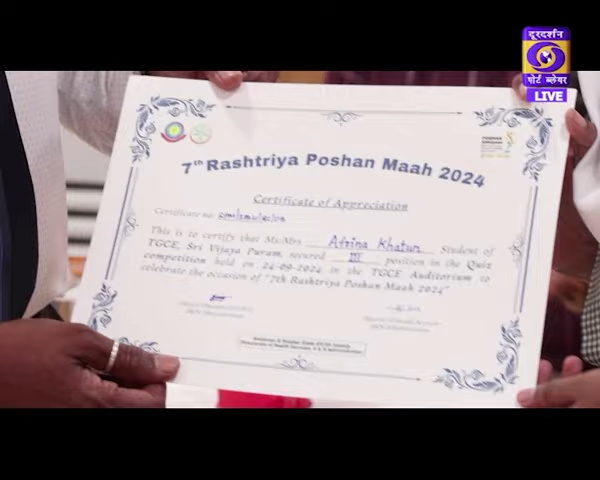 दूरदर्शन
पोर्ट ब्लेयर
LIVE
7th Rashtriya Poshan Maah 2024
Certificate of Appreciation
Certificate no.
This is to certify that Ms/Mrs Afrina Khatun Student of
TGCE, Sri Vijaya Puram, secured III position in the Quiz
competition held on 24-09-2024 in the TGCE Auditorium to
celebrate the occasion of "7th Rashtriya Poshan Maah 2024"